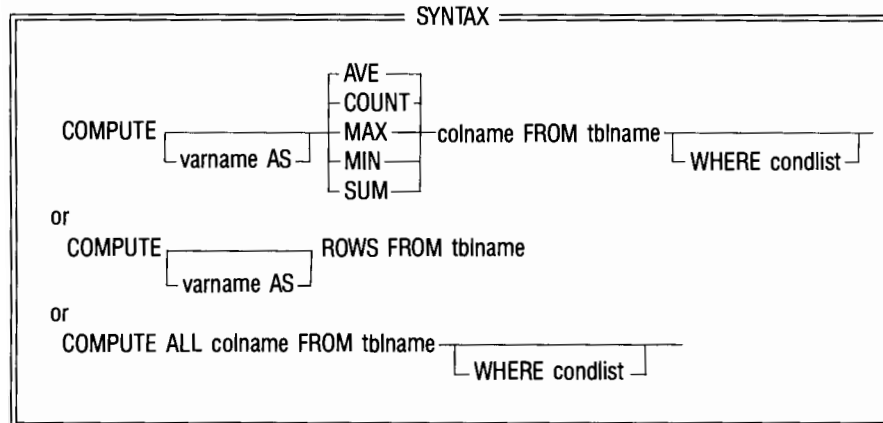 SYNTAX
AVE
COUNT
COMPUTE varname AS MAX colname FROM tblname WHERE condlist
MIN
SUM
or
COMPUTE varname AS ROWS FROM tblname
or
COMPUTE ALL colname FROM tblname WHERE condlist